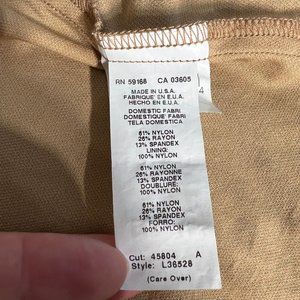 RN 59168 CA 03605
MADE IN U.S.A.
FABRIQUE' EN E.U.A.
HECHO EN E.U.A.
DOMESTIC FABRI
DOMESTIQUE' FABRI
TELA DOMESTICA
61% NYLON
26% RAYON
13% SPANDEX
LINING:
100% NYLON
61% NYLON
26% RAYONNE
13% SPANDEX
DOUBLURE:
100% NYLON
61% NYLON
26% RAYON
13% SPANDEX
FORRO:
100% NYLON
Cut: 45804 A
Style: L36528
(Care Over)
4